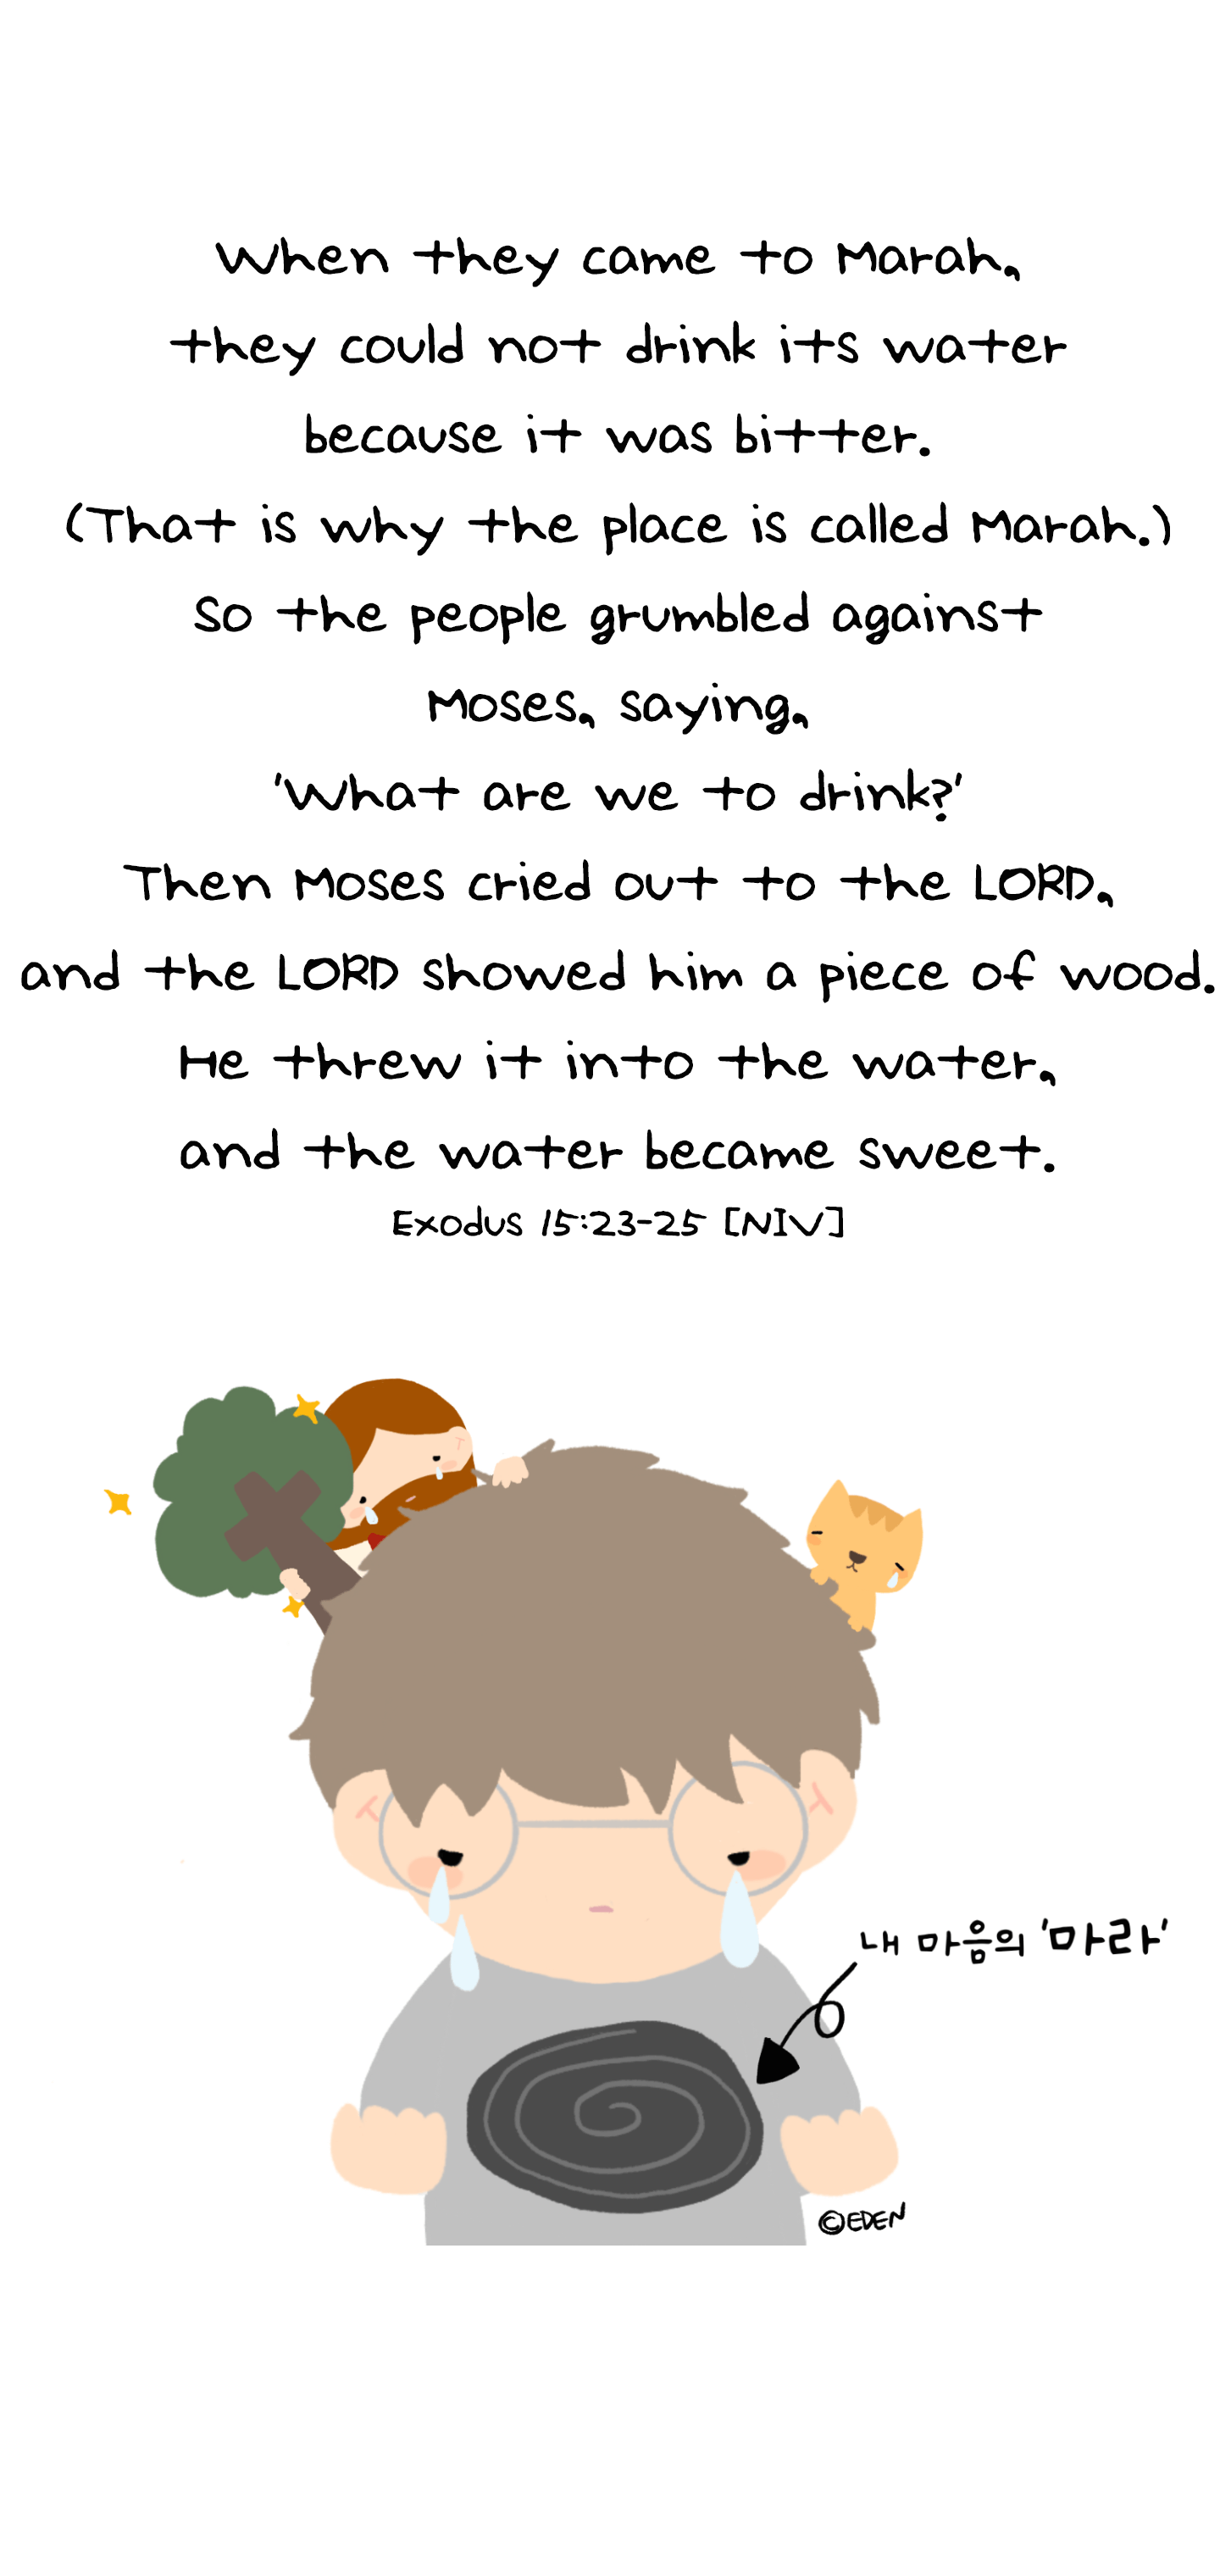 When they came to Marah,
they could not drink its water
because it was bitter.
(That is why the place is called Marah.)
So the people grumbled against
Moses, saying,
'What are we to drink?'
Then Moses cried out to the LORD,
and the LORD showed him a piece of wood.
He threw it into the water,
and the water became sweet.
Exodus 15:23-25 [NIV]
내 마음의 '마라'
©EDEN